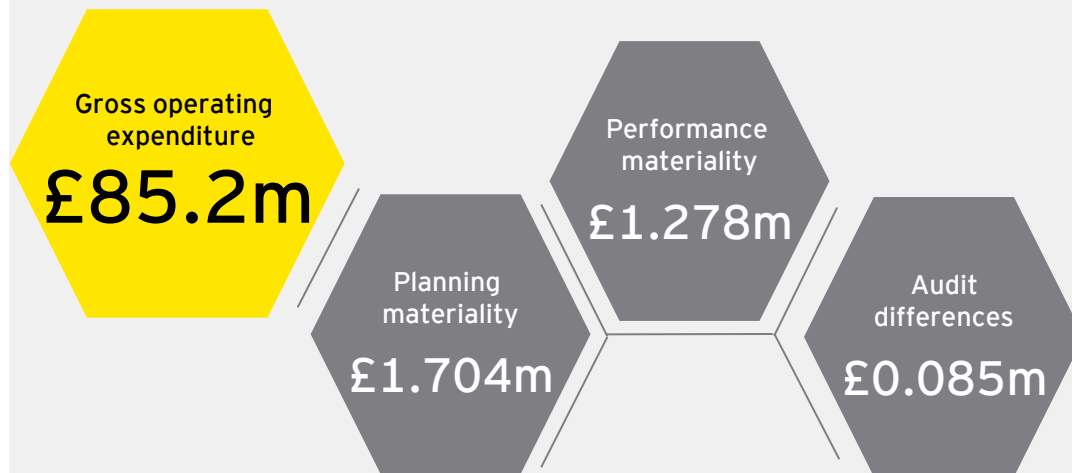 Gross operating
expenditure
£85.2m
Planning
materiality
£1.704m
Performance
materiality
£1.278m
Audit
differences
£0.085m